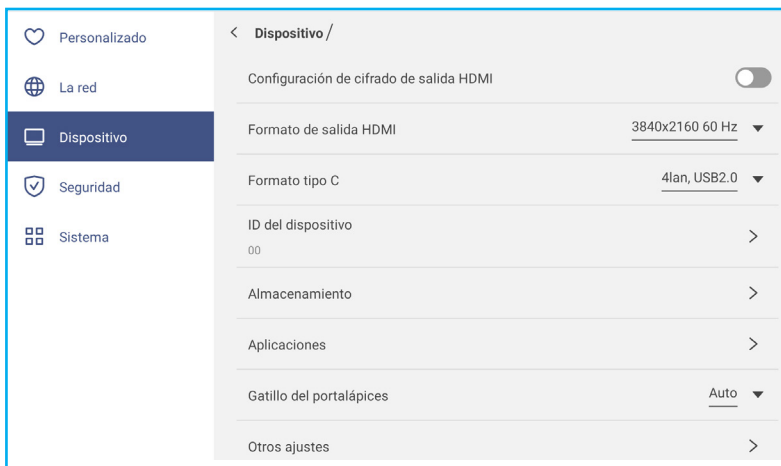 Personalizado
La red
Dispositivo
Seguridad
Sistema
Dispositivo /
Configuración de cifrado de salida HDMI
Formato de salida HDMI 3840x2160 60 Hz
Formato tipo C 4lan, USB2.0
ID del dispositivo
00
Almacenamiento
Aplicaciones
Gatillo del portalápices Auto
Otros ajustes